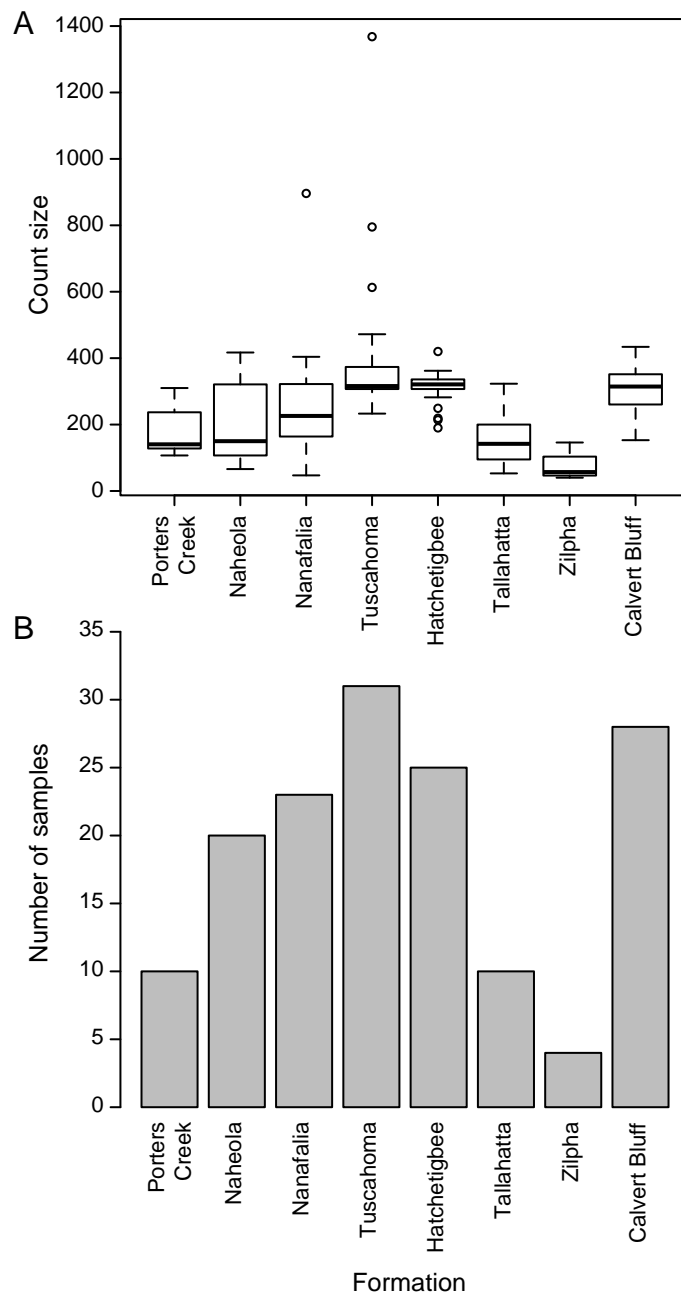 A
1400
1200
1000
800
600
400
200
0
Count size
Porters
Creek
Naheola
Nanafalia
Tuscahoma
Hatchetigbee
Tallahatta
Zilpha
Calvert Bluff
B
35
30
25
20
15
10
5
0
Number of samples
Porters
Creek
Naheola
Nanafalia
Tuscahoma
Hatchetigbee
Tallahatta
Zilpha
Calvert Bluff
Formation